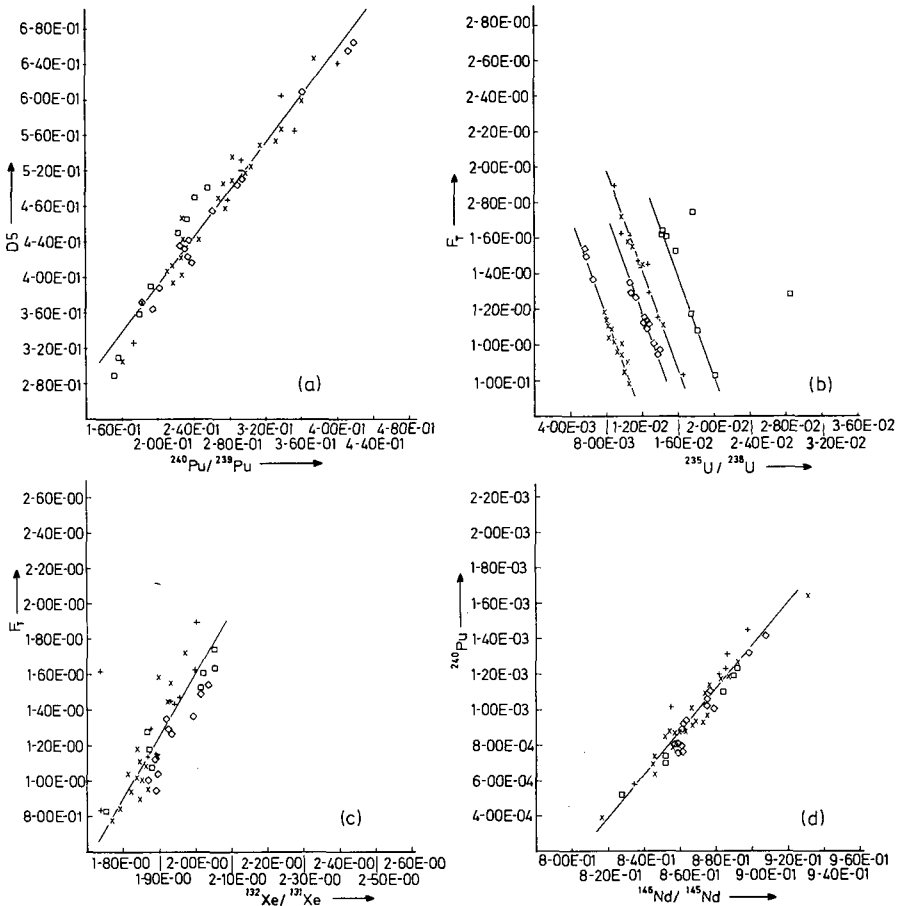 6-80E-01
6-40E-01
6-00E-01
5-60E-01
5-20E-01
4-60E-01
4-40E-01
4-00E-01
3-60E-01
3-20E-01
2-80E-01
D5
(a)
1-60E-01 2-40E-01 3-20E-01 4-00E-01 4-80E-01
2-00E-01 2-80E-01 3-60E-01 4-40E-01
²⁴⁰Pu/²³⁹Pu
2-80E-00
2-80E-00
2-40E-00
2-60E-00
2-00E-00
2-80E-00
1-60E-00
1-40E-00
1-20E-00
1-00E-00
1-00E-01
F_T
(b)
4-00E-03 1-20E-02 2-00E-02 2-80E-02
8-00E-03 1-60E-02 2-40E-02 3-20E-02
²³⁵U/²³⁸U
2-60E-00
2-40E-00
2-20E-00
2-00E-00
1-80E-00
1-60E-00
1-40E-00
1-20E-00
1-00E-00
8-00E-01
F_T
(c)
1-80E-00 2-00E-00 2-20E-00 2-40E-00 2-60E-00
1-90E-00 2-10E-00 2-30E-00 2-50E-00
¹³²Xe/¹³¹Xe
2-20E-03
2-00E-03
1-80E-03
1-60E-03
1-40E-03
1-20E-03
1-00E-03
8-00E-04
6-00E-04
4-00E-04
²⁴⁰Pu
(d)
8-00E-01 8-40E-01 8-80E-01 9-20E-01 9-60E-01
8-20E-01 8-60E-01 9-00E-01 9-40E-01
¹⁴⁶Nd/¹⁴⁵Nd